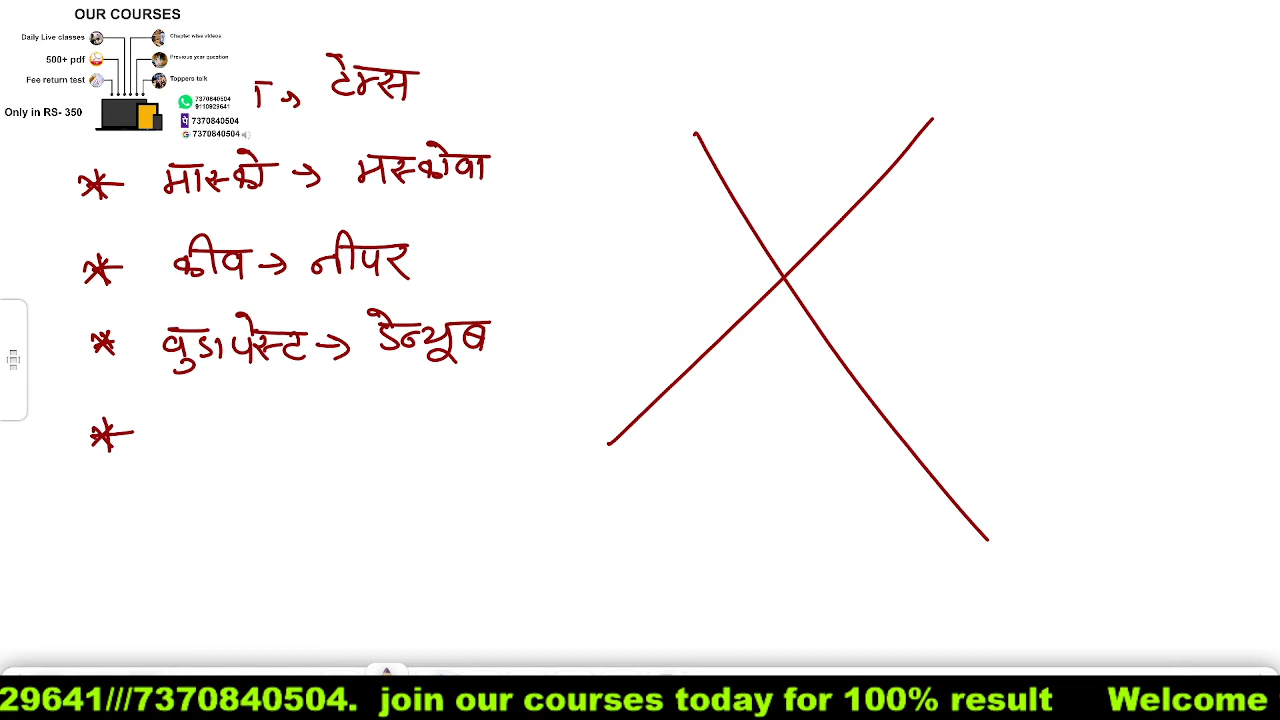 OUR COURSES
Daily Live classes
Chapter wise videos
500+ pdf
Previous year question
Fee return test
Toppers talk
Only in RS- 350
7370840504
9110929641
7370840504
7370840504
→ टेम्स
* मास्को → मस्कोवा
* कीव → नीपर
* वुडापेस्ट → डेन्यूब
*
29641///7370840504. join our courses today for 100% result Welcome